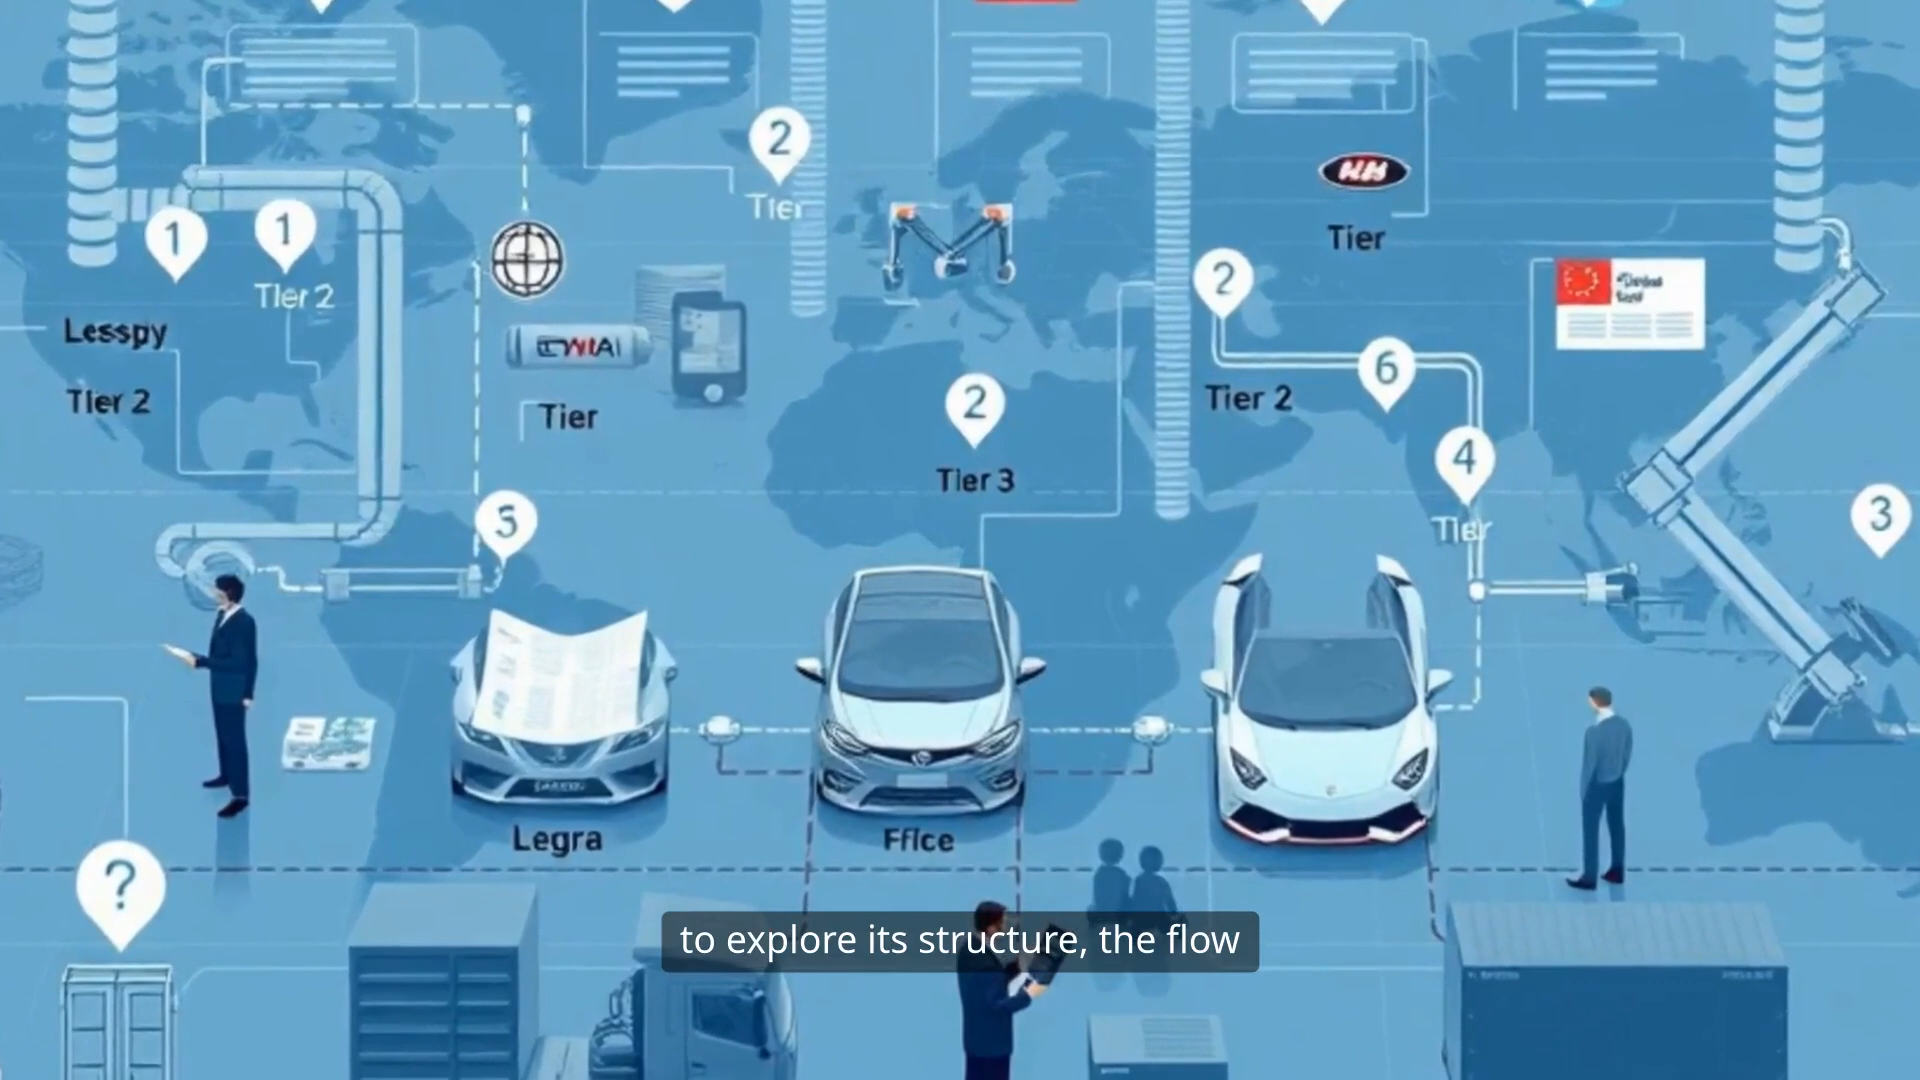 2
Tier
1
1
Tier 2
Tier
2
Lesspy
Tier 2
Tier
2
Tier 3
Tier 2
6
4
Tier
3
5
Legra
Ffice
?
to explore its structure, the flow